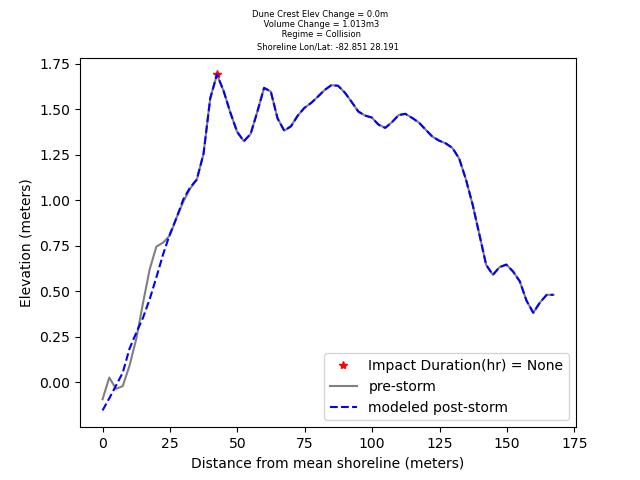 Dune Crest Elev Change = 0.0m
Volume Change = 1.013m3
Regime = Collision
Shoreline Lon/Lat: -82.851 28.191
1.75
1.50
1.25
1.00
0.75
0.50
0.25
0.00
Elevation (meters)
Impact Duration(hr) = None
pre-storm
modeled post-storm
0
25
50
75
100
125
150
175
Distance from mean shoreline (meters)